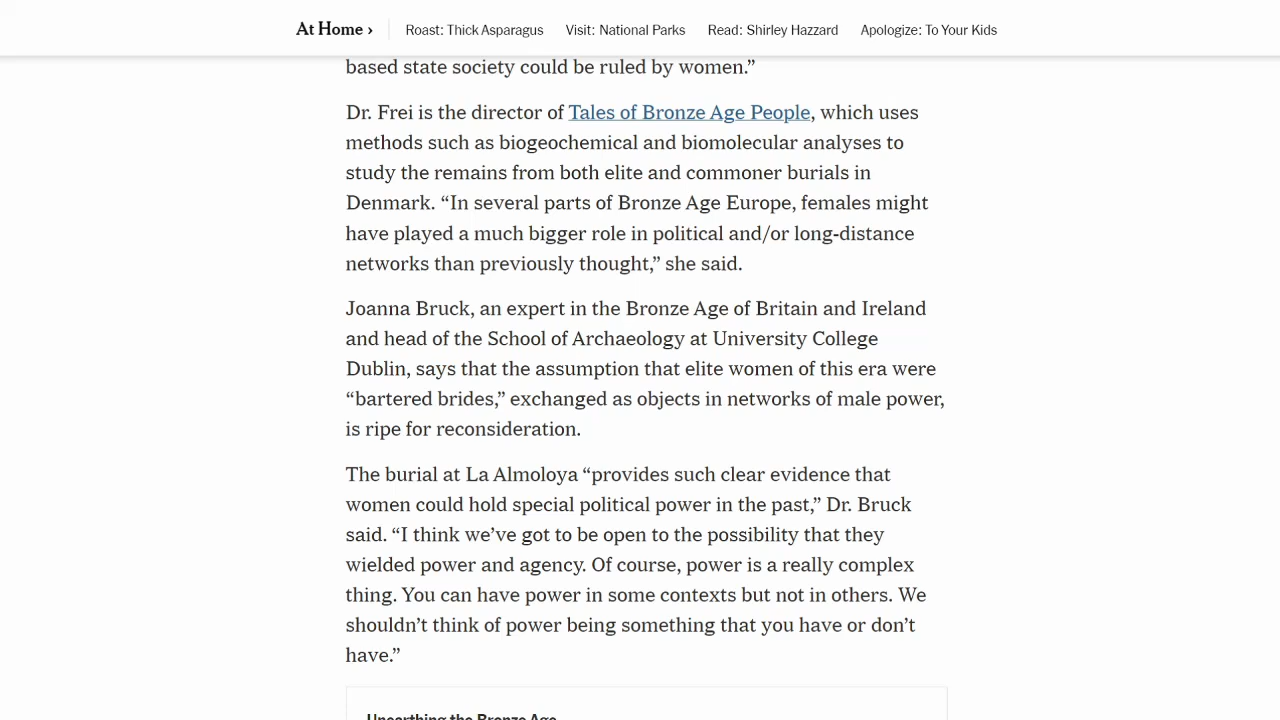 At Home › Roast: Thick Asparagus Visit: National Parks Read: Shirley Hazzard Apologize: To Your Kids
based state society could be ruled by women.”
Dr. Frei is the director of Tales of Bronze Age People, which uses
methods such as biogeochemical and biomolecular analyses to
study the remains from both elite and commoner burials in
Denmark. “In several parts of Bronze Age Europe, females might
have played a much bigger role in political and/or long-distance
networks than previously thought,” she said.
Joanna Bruck, an expert in the Bronze Age of Britain and Ireland
and head of the School of Archaeology at University College
Dublin, says that the assumption that elite women of this era were
“bartered brides,” exchanged as objects in networks of male power,
is ripe for reconsideration.
The burial at La Almoloya “provides such clear evidence that
women could hold special political power in the past,” Dr. Bruck
said. “I think we’ve got to be open to the possibility that they
wielded power and agency. Of course, power is a really complex
thing. You can have power in some contexts but not in others. We
shouldn’t think of power being something that you have or don’t
have.”
Unearthing the Bronze Age